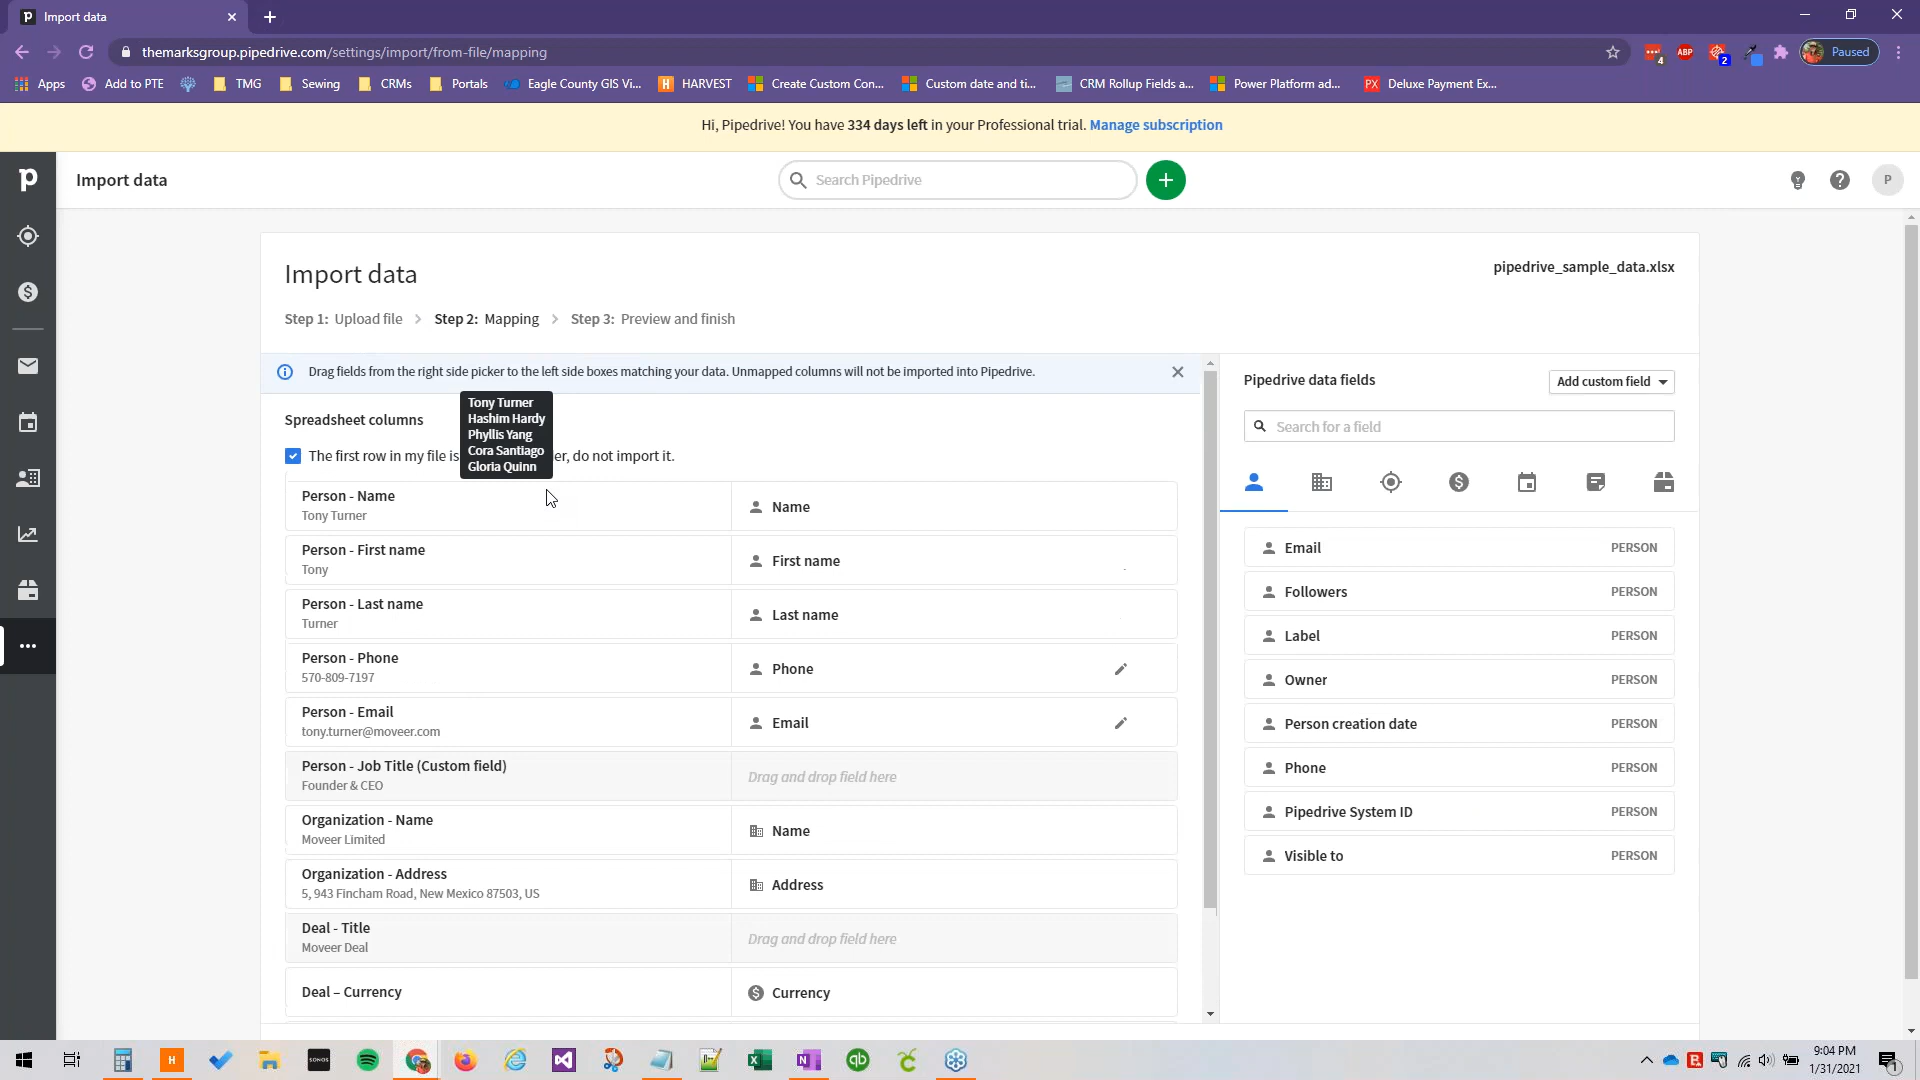 Import data
themarksgroup.pipedrive.com/settings/import/from-file/mapping
4
ABP
2
Paused
Apps
Add to PTE
TMG
Sewing
CRMs
Portals
Eagle County GIS Vi...
H
HARVEST
Create Custom Con...
Custom date and ti...
CRM Rollup Fields a...
Power Platform ad...
PX
Deluxe Payment Ex...
Hi, Pipedrive! You have 334 days left in your Professional trial. Manage subscription
Import data
Search Pipedrive
P
Import data
pipedrive_sample_data.xlsx
Step 1: Upload file
Step 2: Mapping
Step 3: Preview and finish
Drag fields from the right side picker to the left side boxes matching your data. Unmapped columns will not be imported into Pipedrive.
Tony Turner
Hashim Hardy
Phyllis Yang
Cora Santiago
Gloria Quinn
Spreadsheet columns
The first row in my file is er, do not import it.
Person - Name
Tony Turner
Name
Person - First name
Tony
First name
Person - Last name
Turner
Last name
Person - Phone
570-809-7197
Phone
Person - Email
tony.turner@moveer.com
Email
Person - Job Title (Custom field)
Founder & CEO
Drag and drop field here
Organization - Name
Moveer Limited
Name
Organization - Address
5, 943 Fincham Road, New Mexico 87503, US
Address
Deal - Title
Moveer Deal
Drag and drop field here
Deal – Currency
Currency
Pipedrive data fields
Add custom field
Search for a field
Email PERSON
Followers PERSON
Label PERSON
Owner PERSON
Person creation date PERSON
Phone PERSON
Pipedrive System ID PERSON
Visible to PERSON
H
SONOS
qb
9:04 PM
1/31/2021
1